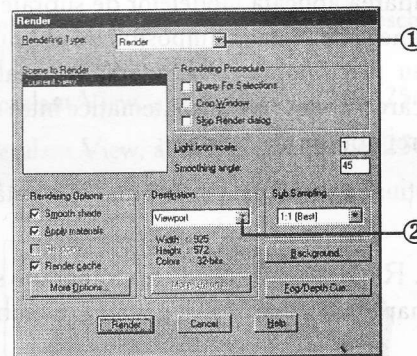 Render
Rendering Type:
Render
①
Scene to Render
Current view
Rendering Procedure
Query For Selections
Crop Window
Skip Render dialog
Light icon scale:
1
Smoothing angle:
45
Rendering Options
Smooth shade
Apply materials
Render cache
More Options...
Destination
Viewport
Width : 925
Height : 572
Colors : 32-bits
More Options...
Sub Sampling
1:1 (Best)
②
Background...
Fog/Depth Cue...
Render
Cancel
Help